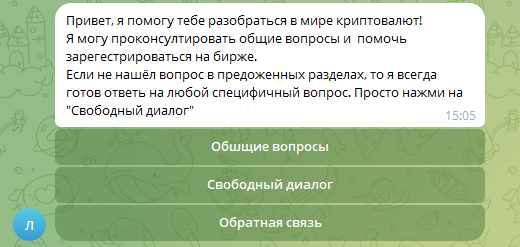 Привет, я помогу тебе разобраться в мире криптовалют!
Я могу проконсултировать общие вопросы и помочь
зарегестрироваться на бирже.
Если не нашёл вопрос в предоженных разделах, то я всегда
готов ответь на любой специфичный вопрос. Просто нажми на
"Свободный диалог"
15:05
Обшщие вопросы
Свободный диалог
Обратная связь
Л